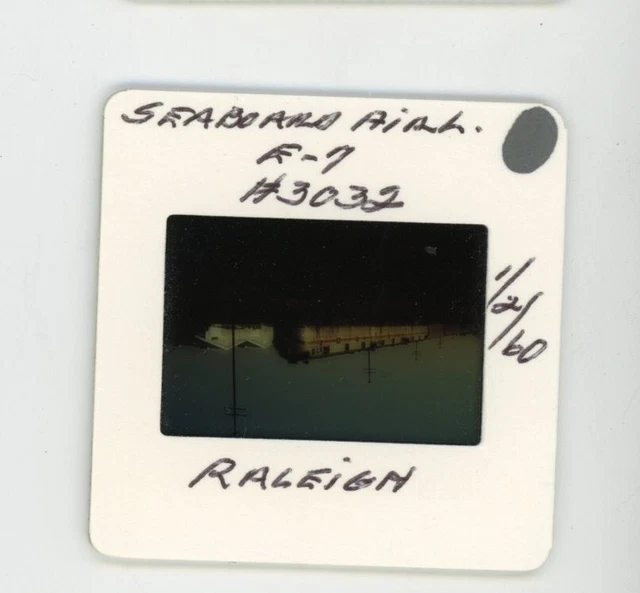 SEABOARD AIRL.
E-7
#3032
1/2/60
RALEIGH